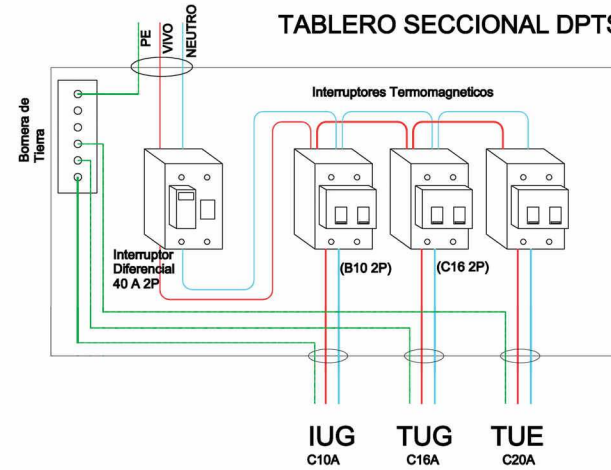 TABLERO SECCIONAL DPTS
PE
VIVO
NEUTRO
Bornera de
Tierra
Interruptores Termomagneticos
Interruptor
Diferencial
40 A 2P
(B10 2P)
(C16 2P)
IUG
C10A
TUG
C16A
TUE
C20A